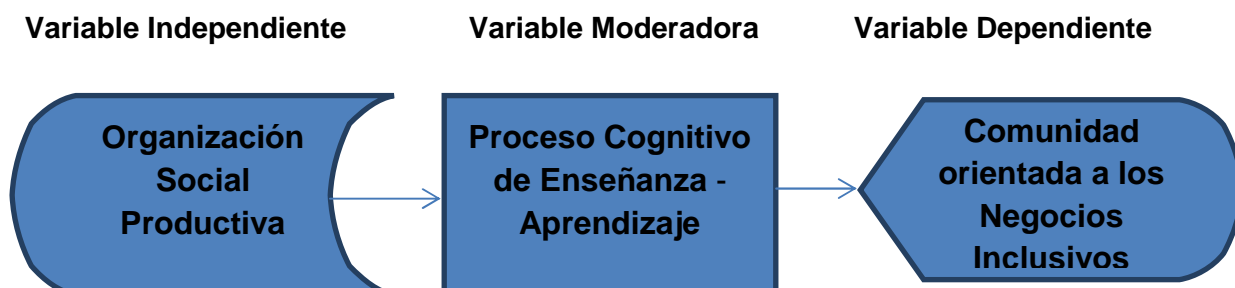 Variable Independiente
Variable Moderadora
Variable Dependiente
Organización
Social
Productiva
Proceso Cognitivo
de Enseñanza -
Aprendizaje
Comunidad
orientada a los
Negocios
Inclusivos